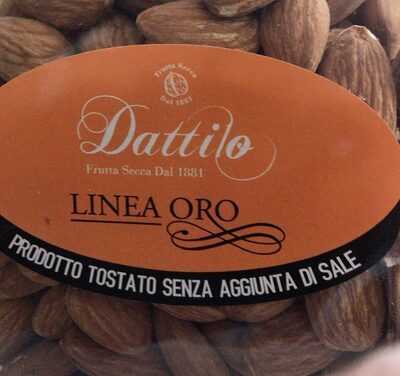 Frutta Secca
Dal 1881
Dattilo
Frutta Secca Dal 1881
LINEA ORO
PRODOTTO TOSTATO SENZA AGGIUNTA DI SALE